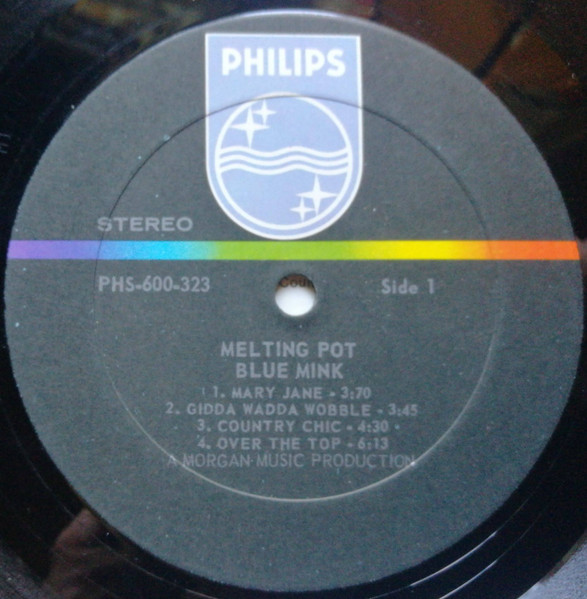 PHILIPS
STEREO
PHS-600-323 Side 1
MELTING POT
BLUE MINK
1. MARY JANE - 3:70
2. GIDDA WADDA WOBBLE - 3:45
3. COUNTRY CHIC - 4:30
4. OVER THE TOP - 6:13
A MORGAN MUSIC PRODUCTION